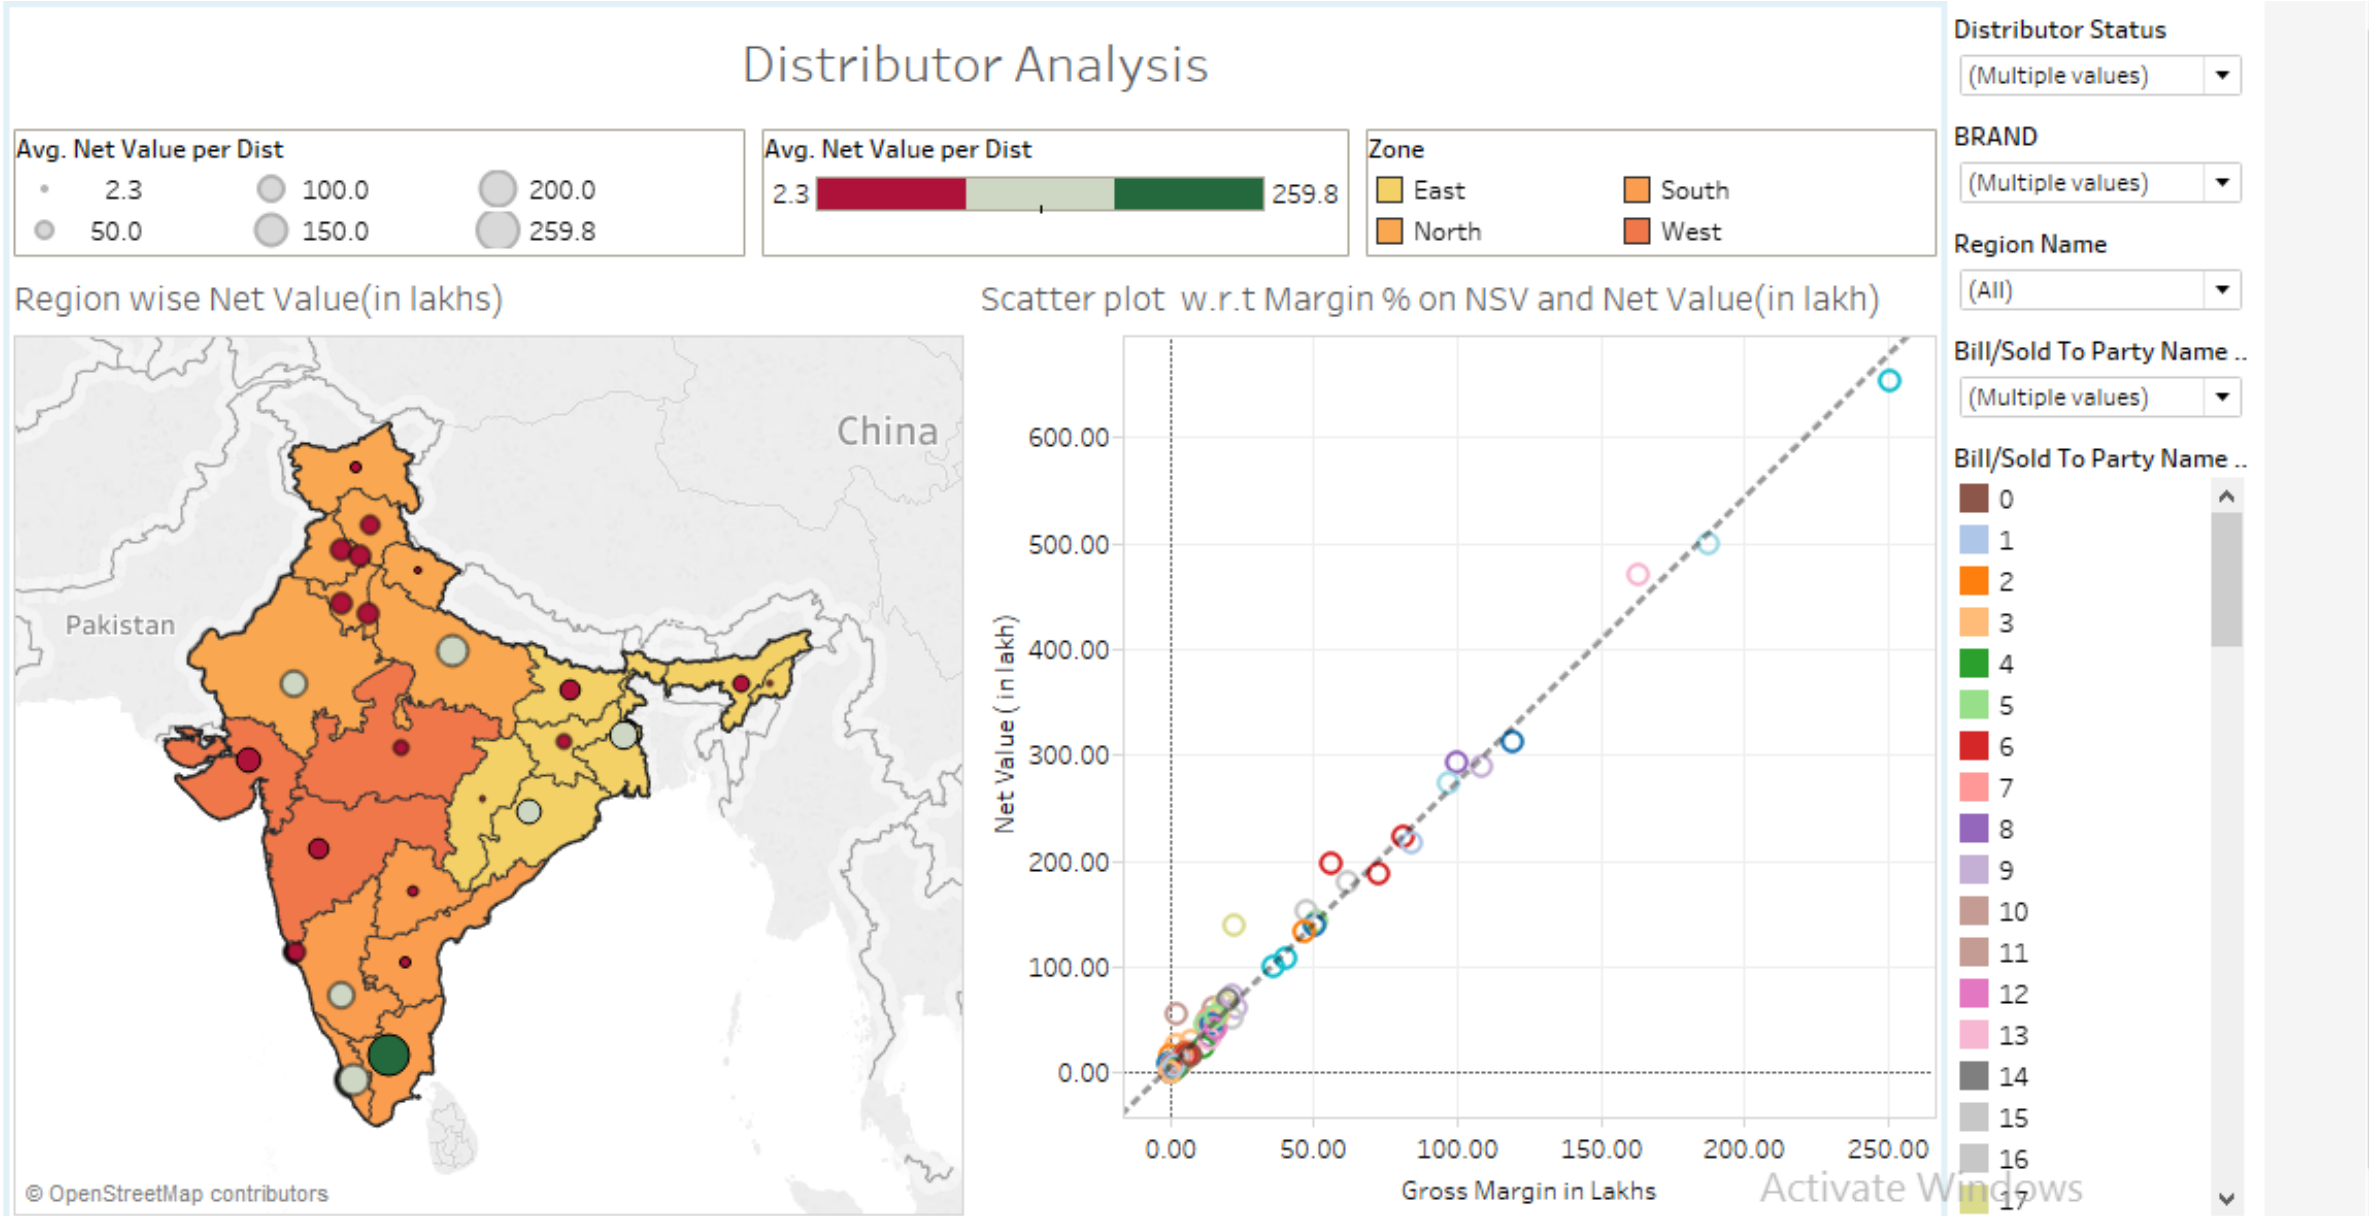 Distributor Analysis
Avg. Net Value per Dist
2.3
100.0
200.0
50.0
150.0
259.8
Avg. Net Value per Dist
2.3
259.8
Zone
East
South
North
West
Region wise Net Value(in lakhs)
China
Pakistan
© OpenStreetMap contributors
Scatter plot w.r.t Margin % on NSV and Net Value(in lakh)
Net Value ( in lakh)
600.00
500.00
400.00
300.00
200.00
100.00
0.00
0.00
50.00
100.00
150.00
200.00
250.00
Gross Margin in Lakhs
Distributor Status
(Multiple values)
BRAND
(Multiple values)
Region Name
(All)
Bill/Sold To Party Name ..
(Multiple values)
Bill/Sold To Party Name ..
0
1
2
3
4
5
6
7
8
9
10
11
12
13
14
15
16
17
Activate Windows